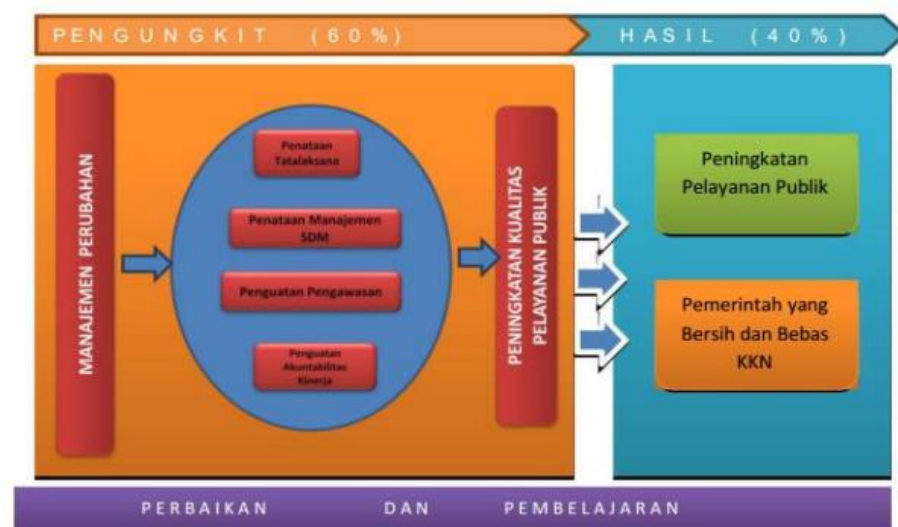 PENGUNGKIT (60%)
HASIL (40%)
MANAJEMEN PERUBAHAN
Penataan
Tatalaksana
Penataan Manajemen
SDM
Penguatan Pengawasan
Penguatan
Akuntabilitas
Kinerja
PENINGKATAN KUALITAS
PELAYANAN PUBLIK
Peningkatan
Pelayanan Publik
Pemerintah yang
Bersih dan Bebas
KKN
PERBAIKAN DAN PEMBELAJARAN